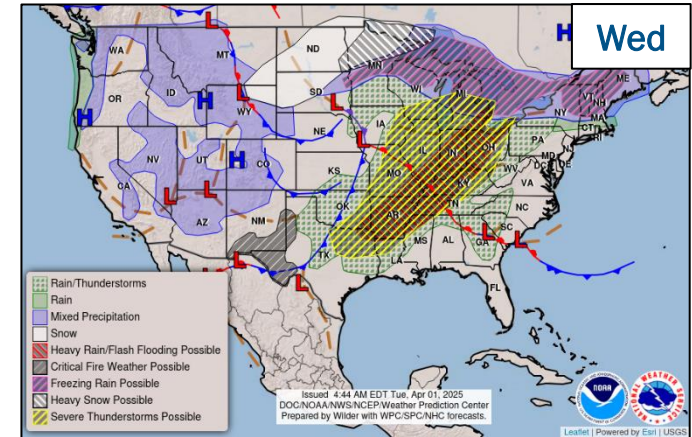 Wed
WA
MT
ND
MN
ME
OR
ID
WY
SD
WI
MI
VT
NH
NY
MA
CT
RI
NE
IA
PA
NJ
NV
UT
CO
KS
MO
IL
IN
OH
WV
MD
DE
DC
VA
KY
CA
AZ
NM
OK
AR
TN
NC
SC
TX
LA
MS
AL
GA
FL
H
H
H
H
L
L
L
L
L
L
L
L
L
L
Rain/Thunderstorms
Rain
Mixed Precipitation
Snow
Heavy Rain/Flash Flooding Possible
Critical Fire Weather Possible
Freezing Rain Possible
Heavy Snow Possible
Severe Thunderstorms Possible
Issued 4:44 AM EDT Tue, Apr 01, 2025
DOC/NOAA/NWS/NCEP/Weather Prediction Center
Prepared by Wilder with WPC/SPC/NHC forecasts.
NOAA
Leaflet | Powered by Esri | USGS